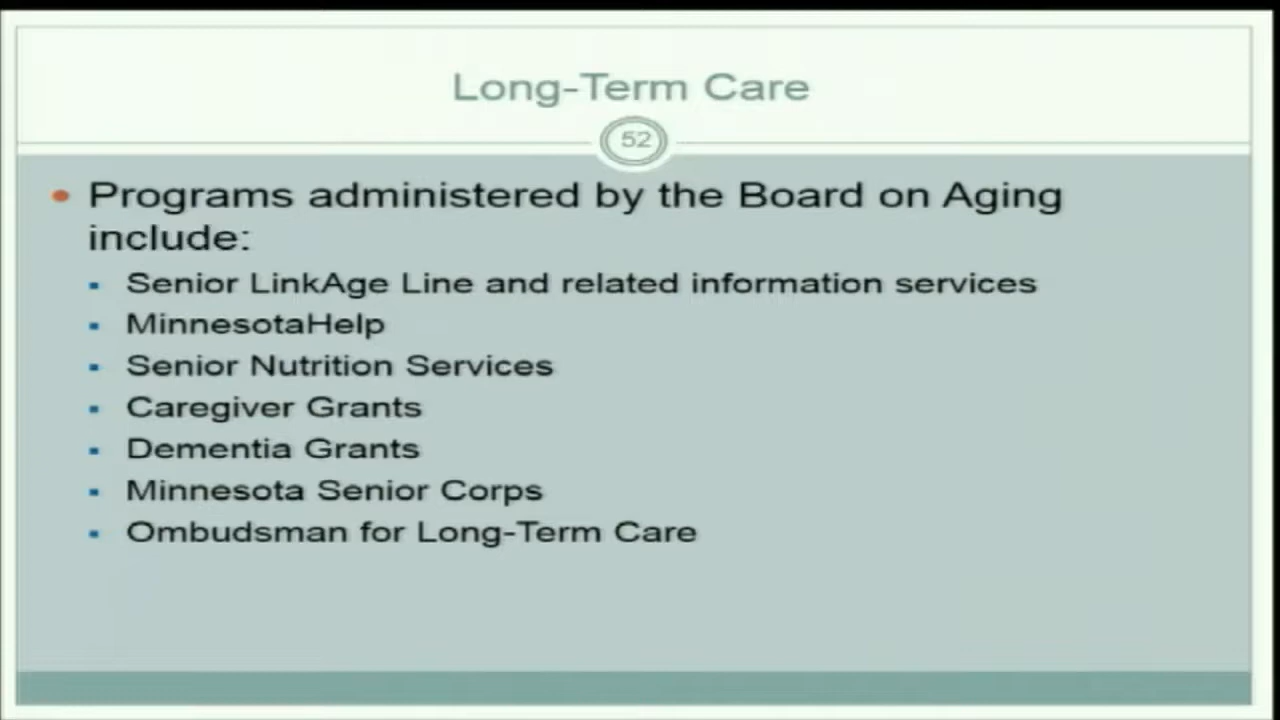 Long-Term Care
52
• Programs administered by the Board on Aging
include:
▪ Senior LinkAge Line and related information services
▪ MinnesotaHelp
▪ Senior Nutrition Services
▪ Caregiver Grants
▪ Dementia Grants
▪ Minnesota Senior Corps
▪ Ombudsman for Long-Term Care